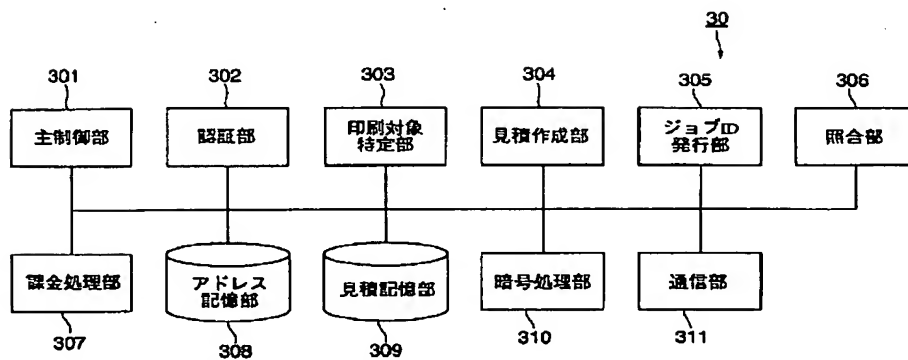 30
301
302
303
304
305
306
主制御部
認証部
印刷対象
特定部
見積作成部
ジョブID
発行部
照合部
課金処理部
アドレス
記憶部
見積記憶部
暗号処理部
通信部
307
308
309
310
311